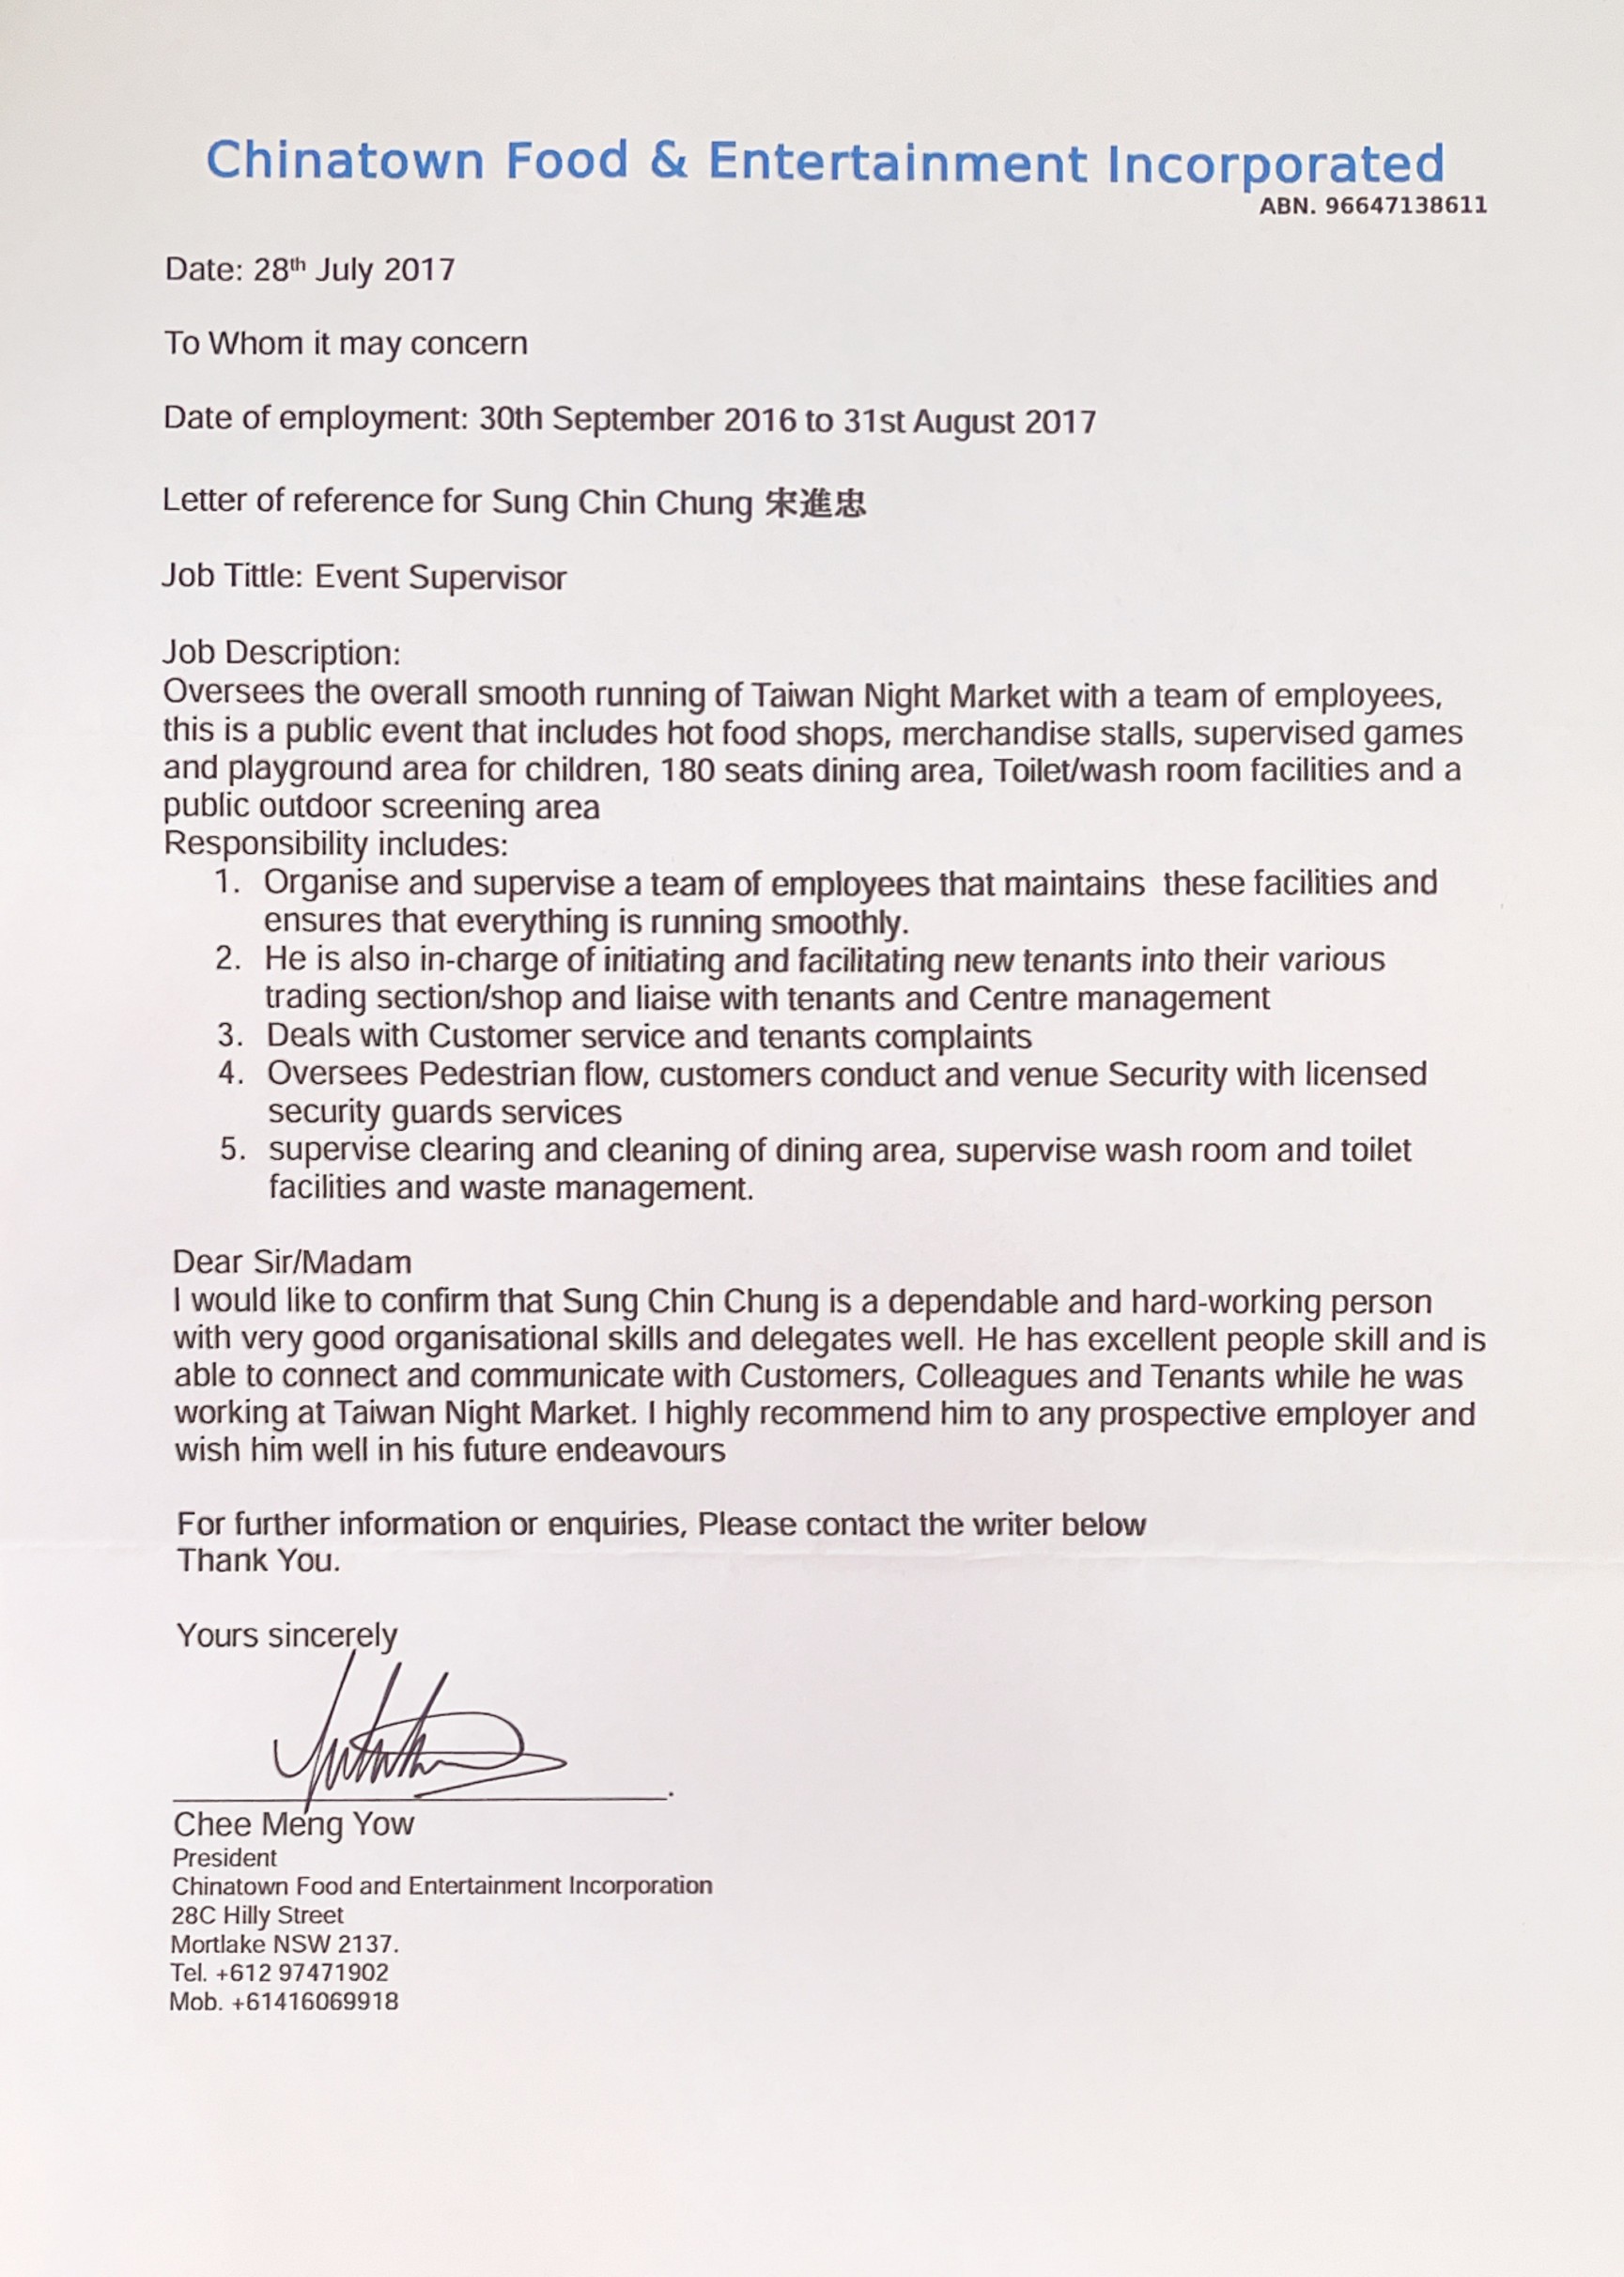 Chinatown Food & Entertainment Incorporated
ABN. 96647138611
Date: 28th July 2017
To Whom it may concern
Date of employment: 30th September 2016 to 31st August 2017
Letter of reference for Sung Chin Chung 宋進忠
Job Tittle: Event Supervisor
Job Description:
Oversees the overall smooth running of Taiwan Night Market with a team of employees,
this is a public event that includes hot food shops, merchandise stalls, supervised games
and playground area for children, 180 seats dining area, Toilet/wash room facilities and a
public outdoor screening area
Responsibility includes:
1. Organise and supervise a team of employees that maintains  these facilities and
ensures that everything is running smoothly.
2. He is also in-charge of initiating and facilitating new tenants into their various
trading section/shop and liaise with tenants and Centre management
3. Deals with Customer service and tenants complaints
4. Oversees Pedestrian flow, customers conduct and venue Security with licensed
security guards services
5. supervise clearing and cleaning of dining area, supervise wash room and toilet
facilities and waste management.
Dear Sir/Madam
I would like to confirm that Sung Chin Chung is a dependable and hard-working person
with very good organisational skills and delegates well. He has excellent people skill and is
able to connect and communicate with Customers, Colleagues and Tenants while he was
working at Taiwan Night Market. I highly recommend him to any prospective employer and
wish him well in his future endeavours
For further information or enquiries, Please contact the writer below
Thank You.
Yours sincerely
Chee Meng Yow
President
Chinatown Food and Entertainment Incorporation
28C Hilly Street
Mortlake NSW 2137.
Tel. +612 97471902
Mob. +61416069918